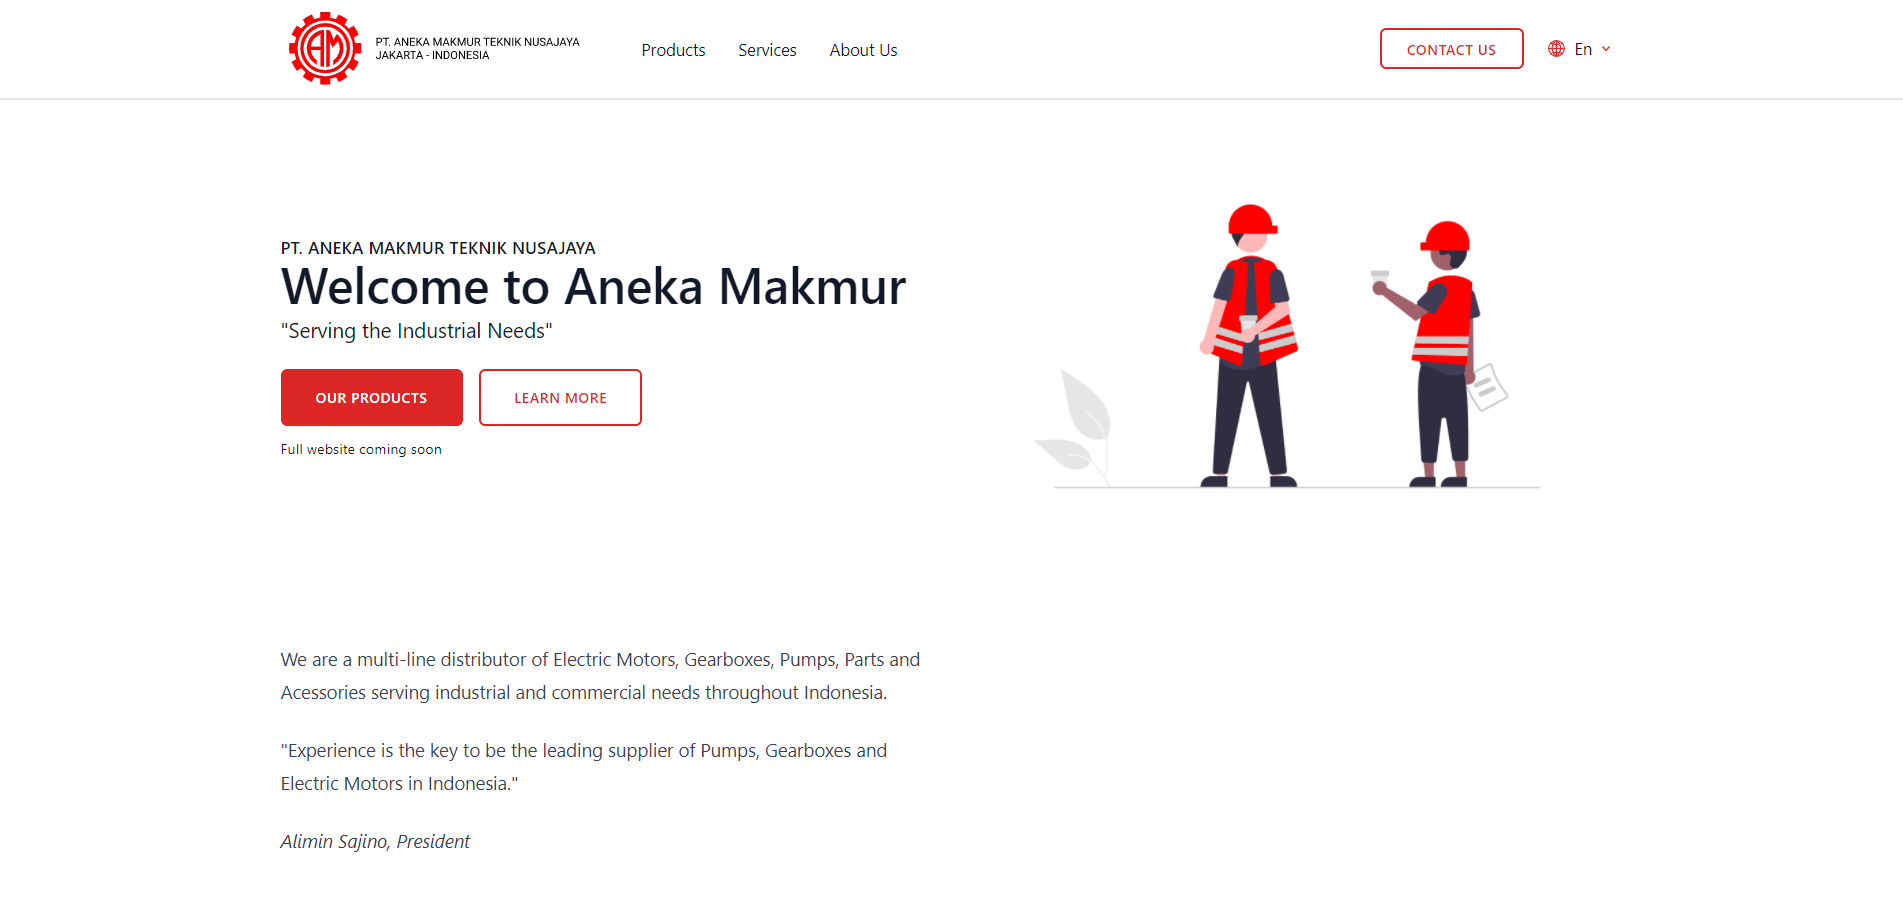 AM
PT. ANEKA MAKMUR TEKNIK NUSAJAYA
JAKARTA - INDONESIA
Products
Services
About Us
CONTACT US
En
PT. ANEKA MAKMUR TEKNIK NUSAJAYA
Welcome to Aneka Makmur
"Serving the Industrial Needs"
OUR PRODUCTS
LEARN MORE
Full website coming soon
We are a multi-line distributor of Electric Motors, Gearboxes, Pumps, Parts and
Acessories serving industrial and commercial needs throughout Indonesia.
"Experience is the key to be the leading supplier of Pumps, Gearboxes and
Electric Motors in Indonesia."
Alimin Sajino, President